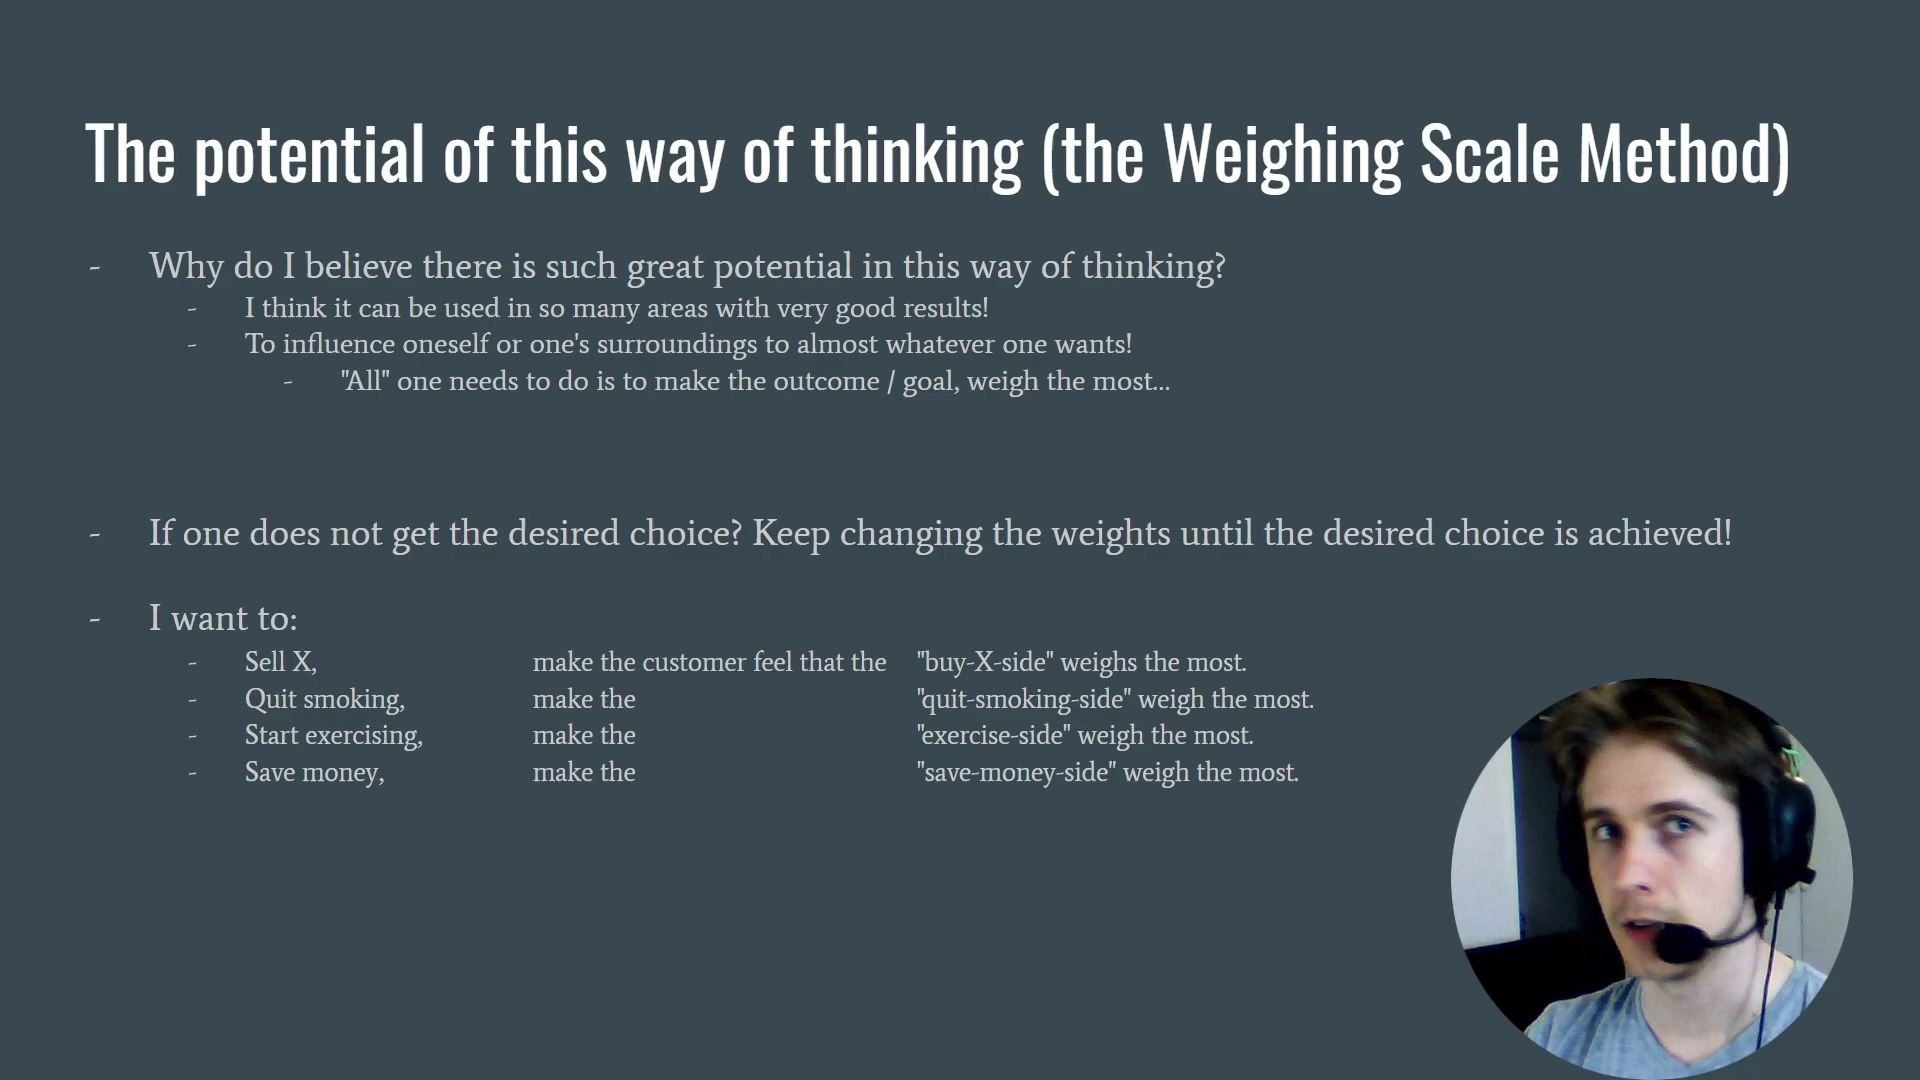 The potential of this way of thinking (the Weighing Scale Method)
- Why do I believe there is such great potential in this way of thinking?
- I think it can be used in so many areas with very good results!
- To influence oneself or one's surroundings to almost whatever one wants!
- "All" one needs to do is to make the outcome / goal, weigh the most...
- If one does not get the desired choice? Keep changing the weights until the desired choice is achieved!
- I want to:
- Sell X, make the customer feel that the "buy-X-side" weighs the most.
- Quit smoking, make the "quit-smoking-side" weigh the most.
- Start exercising, make the "exercise-side" weigh the most.
- Save money, make the "save-money-side" weigh the most.